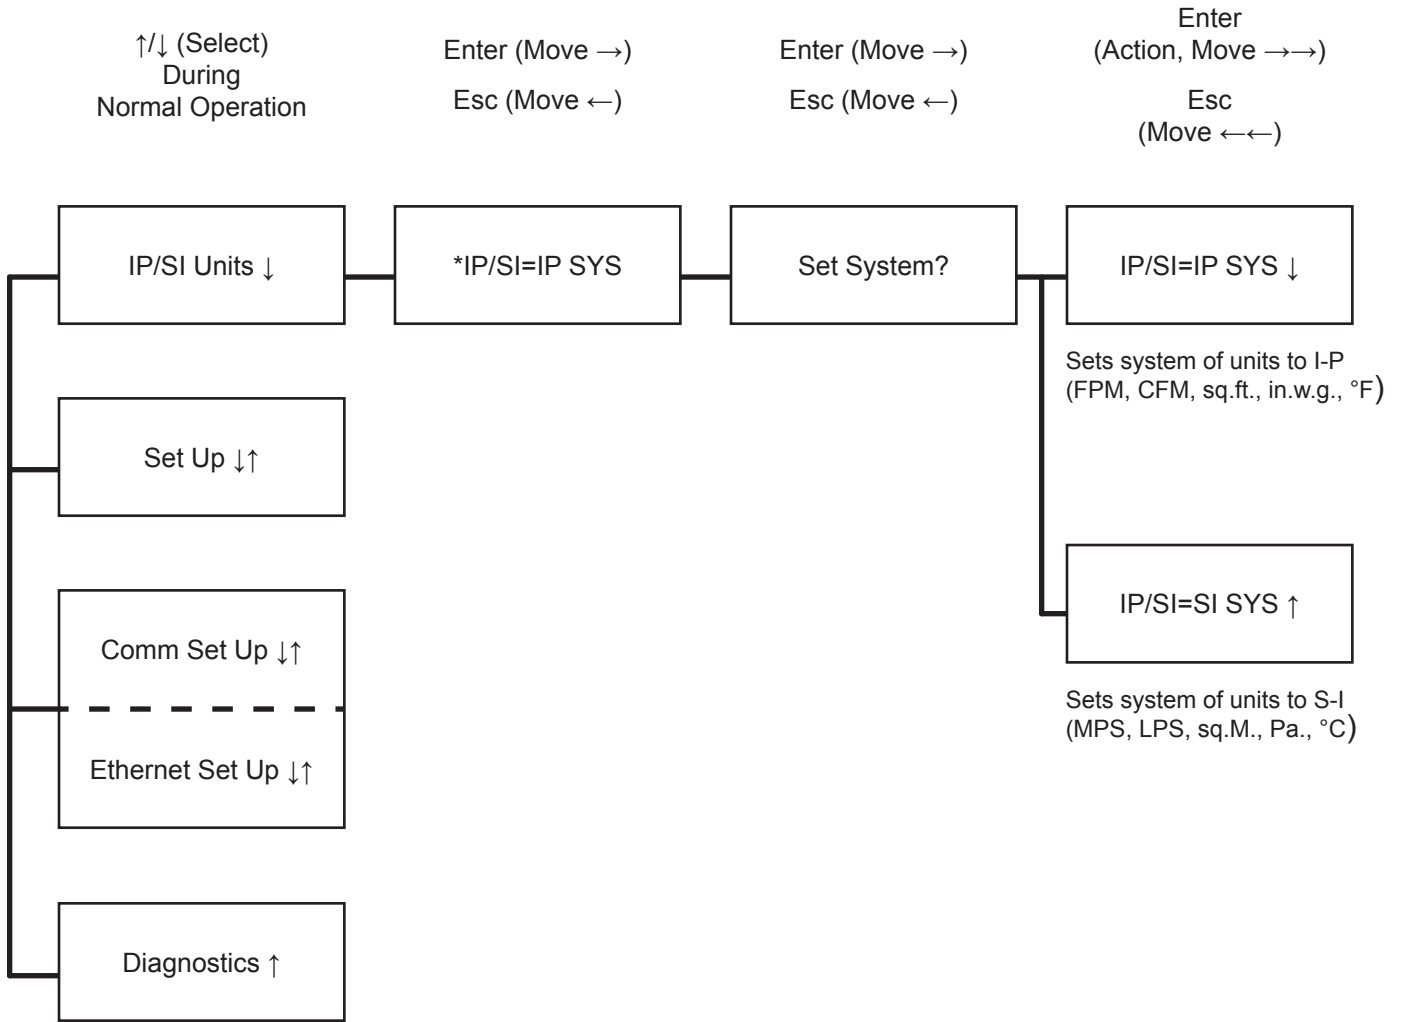 ↑/↓ (Select)
During
Normal Operation
Enter (Move →)
Esc (Move ←)
Enter (Move →)
Esc (Move ←)
Enter
(Action, Move →→)
Esc
(Move ←←)
IP/SI Units ↓
*IP/SI=IP SYS
Set System?
IP/SI=IP SYS ↓
Sets system of units to I-P
(FPM, CFM, sq.ft., in.w.g., °F)
Set Up ↓↑
IP/SI=SI SYS ↑
Sets system of units to S-I
(MPS, LPS, sq.M., Pa., °C)
Comm Set Up ↓↑
Ethernet Set Up ↓↑
Diagnostics ↑